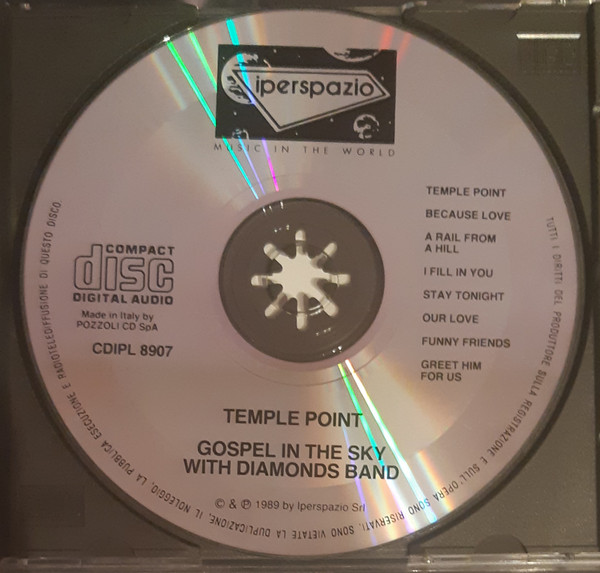 iperspazio
MUSIC IN THE WORLD
TEMPLE POINT
BECAUSE LOVE
A RAIL FROM
A HILL
I FILL IN YOU
STAY TONIGHT
OUR LOVE
FUNNY FRIENDS
GREET HIM
FOR US
COMPACT
disc
DIGITAL AUDIO
Made in Italy by
POZZOLI CD SpA
CDIPL 8907
TEMPLE POINT
GOSPEL IN THE SKY
WITH DIAMONDS BAND
© & ℗ 1989 by Iperspazio Srl
TUTTI I DIRITTI DEL PRODUTTORE SULLA REGISTRAZIONE E SULL'OPERA SONO RISERVATI. SONO VIETATE LA DUPLICAZIONE, IL NOLEGGIO, LA PUBBLICA ESECUZIONE E RADIOTELEDIFFUSIONE DI QUESTO DISCO.